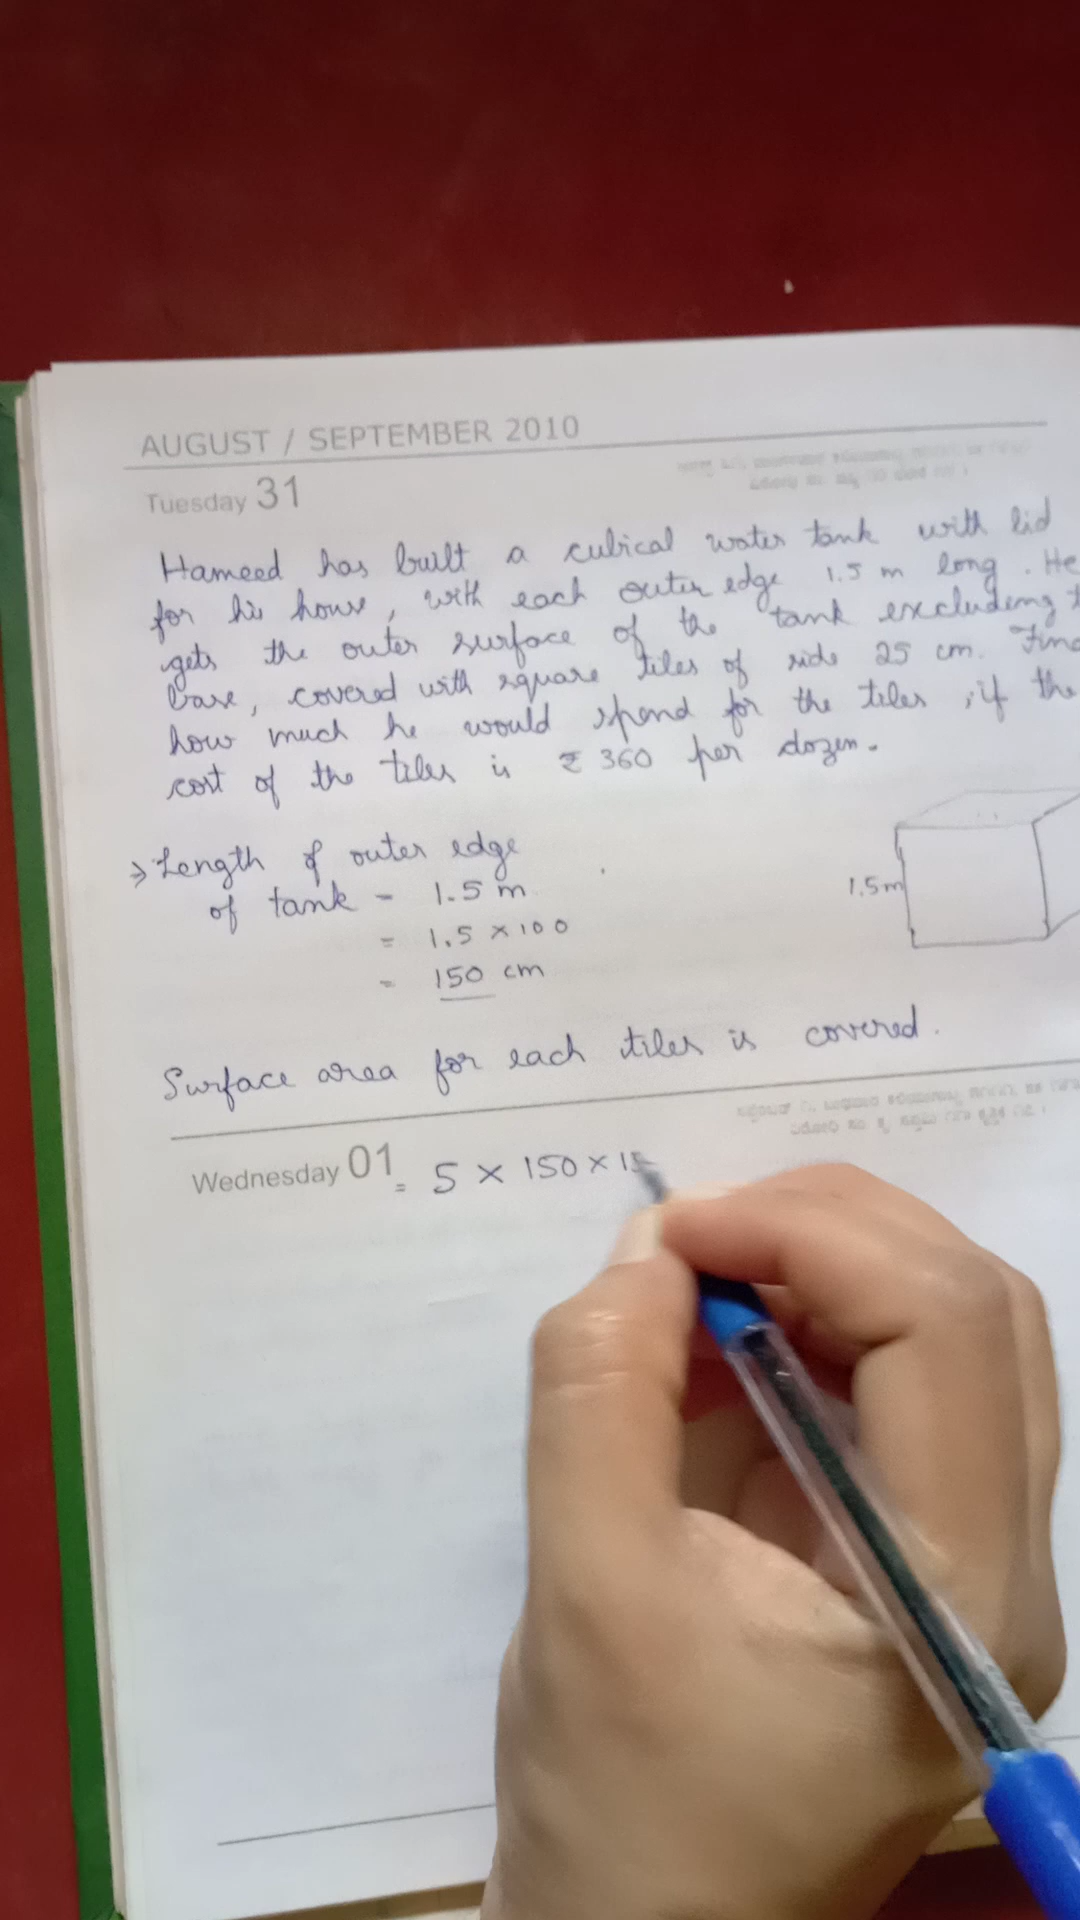 AUGUST / SEPTEMBER 2010
Tuesday 31
Hameed has built a cubical water tank with lid
for his house, with each outer edge 1.5 m long. He
gets the outer surface of the tank excludeing t
base, covered with square tiles of side 25 cm. Find
how much he would spend for the tiles, if the
cost of the tiles is ₹ 360 per dozen.
→ Length of outer edge
of tank = 1.5 m
1.5m
= 1.5 × 100
= 150 cm
Surface area for each tiles is covered.
Wednesday 01
= 5 × 150 × 15